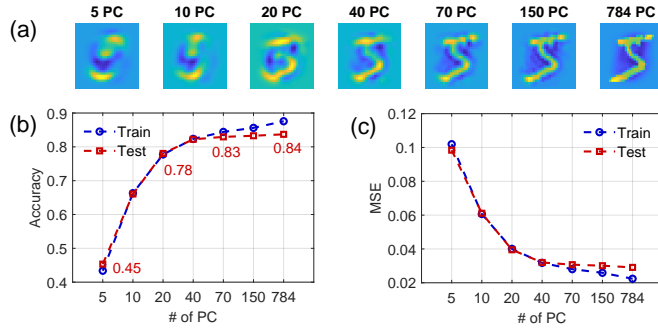 5 PC 10 PC 20 PC 40 PC 70 PC 150 PC 784 PC
(a)
(b)
0.9
0.8
0.7
0.6
0.5
0.4
Accuracy
Train
Test
0.45
0.78
0.83
0.84
5 10 20 40 70 150 784
# of PC
(c)
0.12
0.1
0.08
0.06
0.04
0.02
MSE
Train
Test
5 10 20 40 70 150 784
# of PC